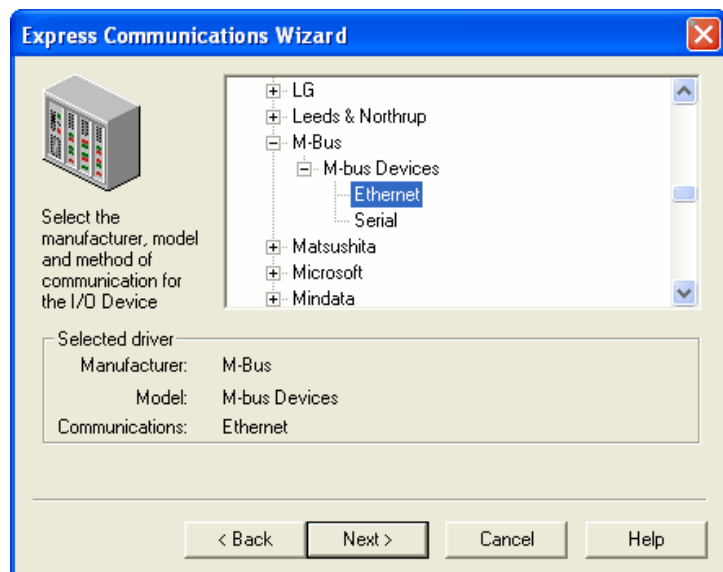 Express Communications Wizard
LG
Leeds & Northrup
M-Bus
M-bus Devices
Ethernet
Serial
Matsushita
Microsoft
Mindata
Select the
manufacturer, model
and method of
communication for
the I/O Device
Selected driver
Manufacturer: M-Bus
Model: M-bus Devices
Communications: Ethernet
< Back Next > Cancel Help